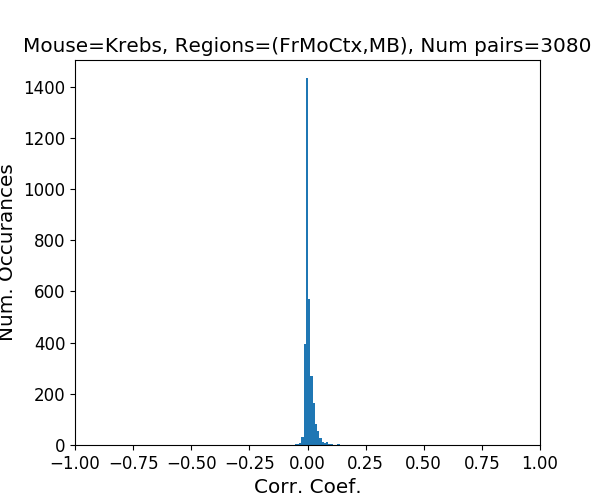 Mouse=Krebs, Regions=(FrMoCtx,MB), Num pairs=3080
1400
1200
1000
800
600
400
200
0
Num. Occurances
−1.00 −0.75 −0.50 −0.25 0.00 0.25 0.50 0.75 1.00
Corr. Coef.